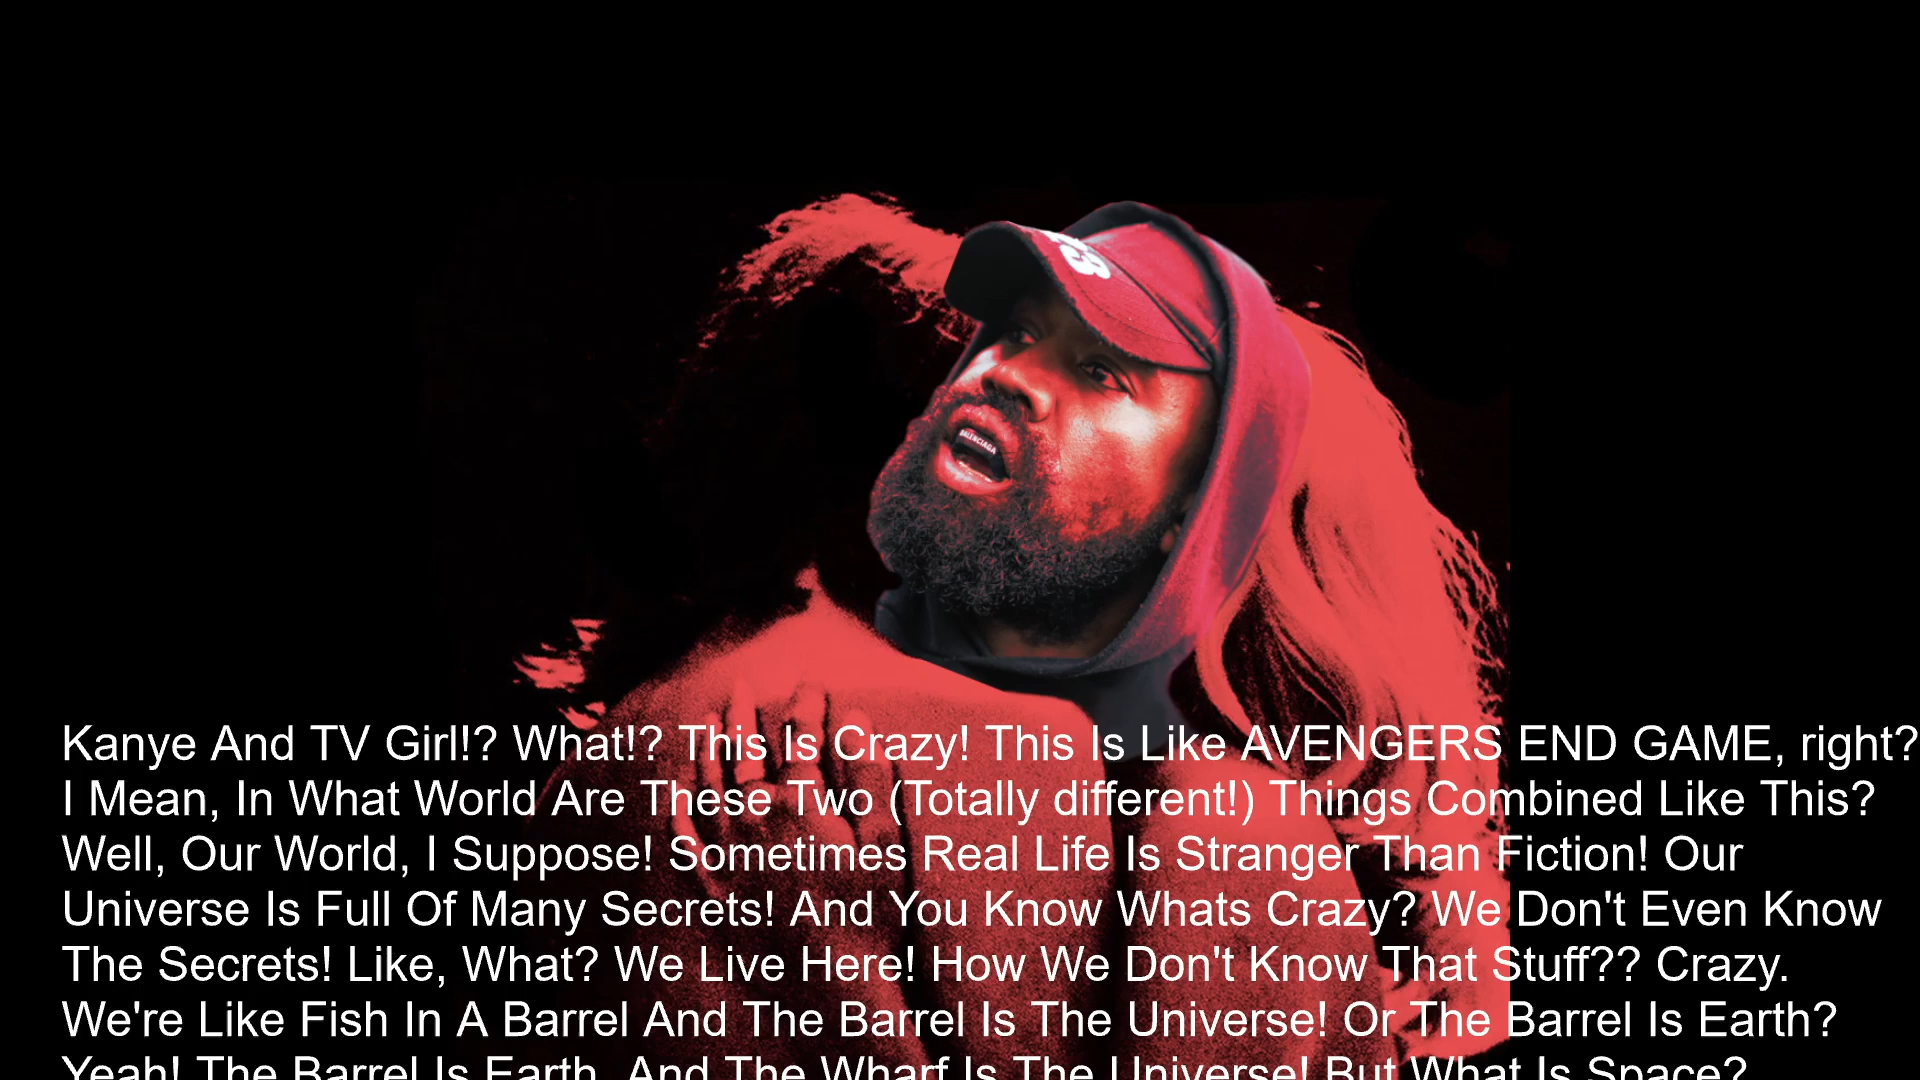 23
BALENCIAGA
Kanye And TV Girl!? What!? This Is Crazy! This Is Like AVENGERS END GAME, right?
I Mean, In What World Are These Two (Totally different!) Things Combined Like This?
Well, Our World, I Suppose! Sometimes Real Life Is Stranger Than Fiction! Our
Universe Is Full Of Many Secrets! And You Know Whats Crazy? We Don't Even Know
The Secrets! Like, What? We Live Here! How We Don't Know That Stuff?? Crazy.
We're Like Fish In A Barrel And The Barrel Is The Universe! Or The Barrel Is Earth?
Yeah! The Barrel Is Earth, And The Wharf Is The Universe! But What Is Space?